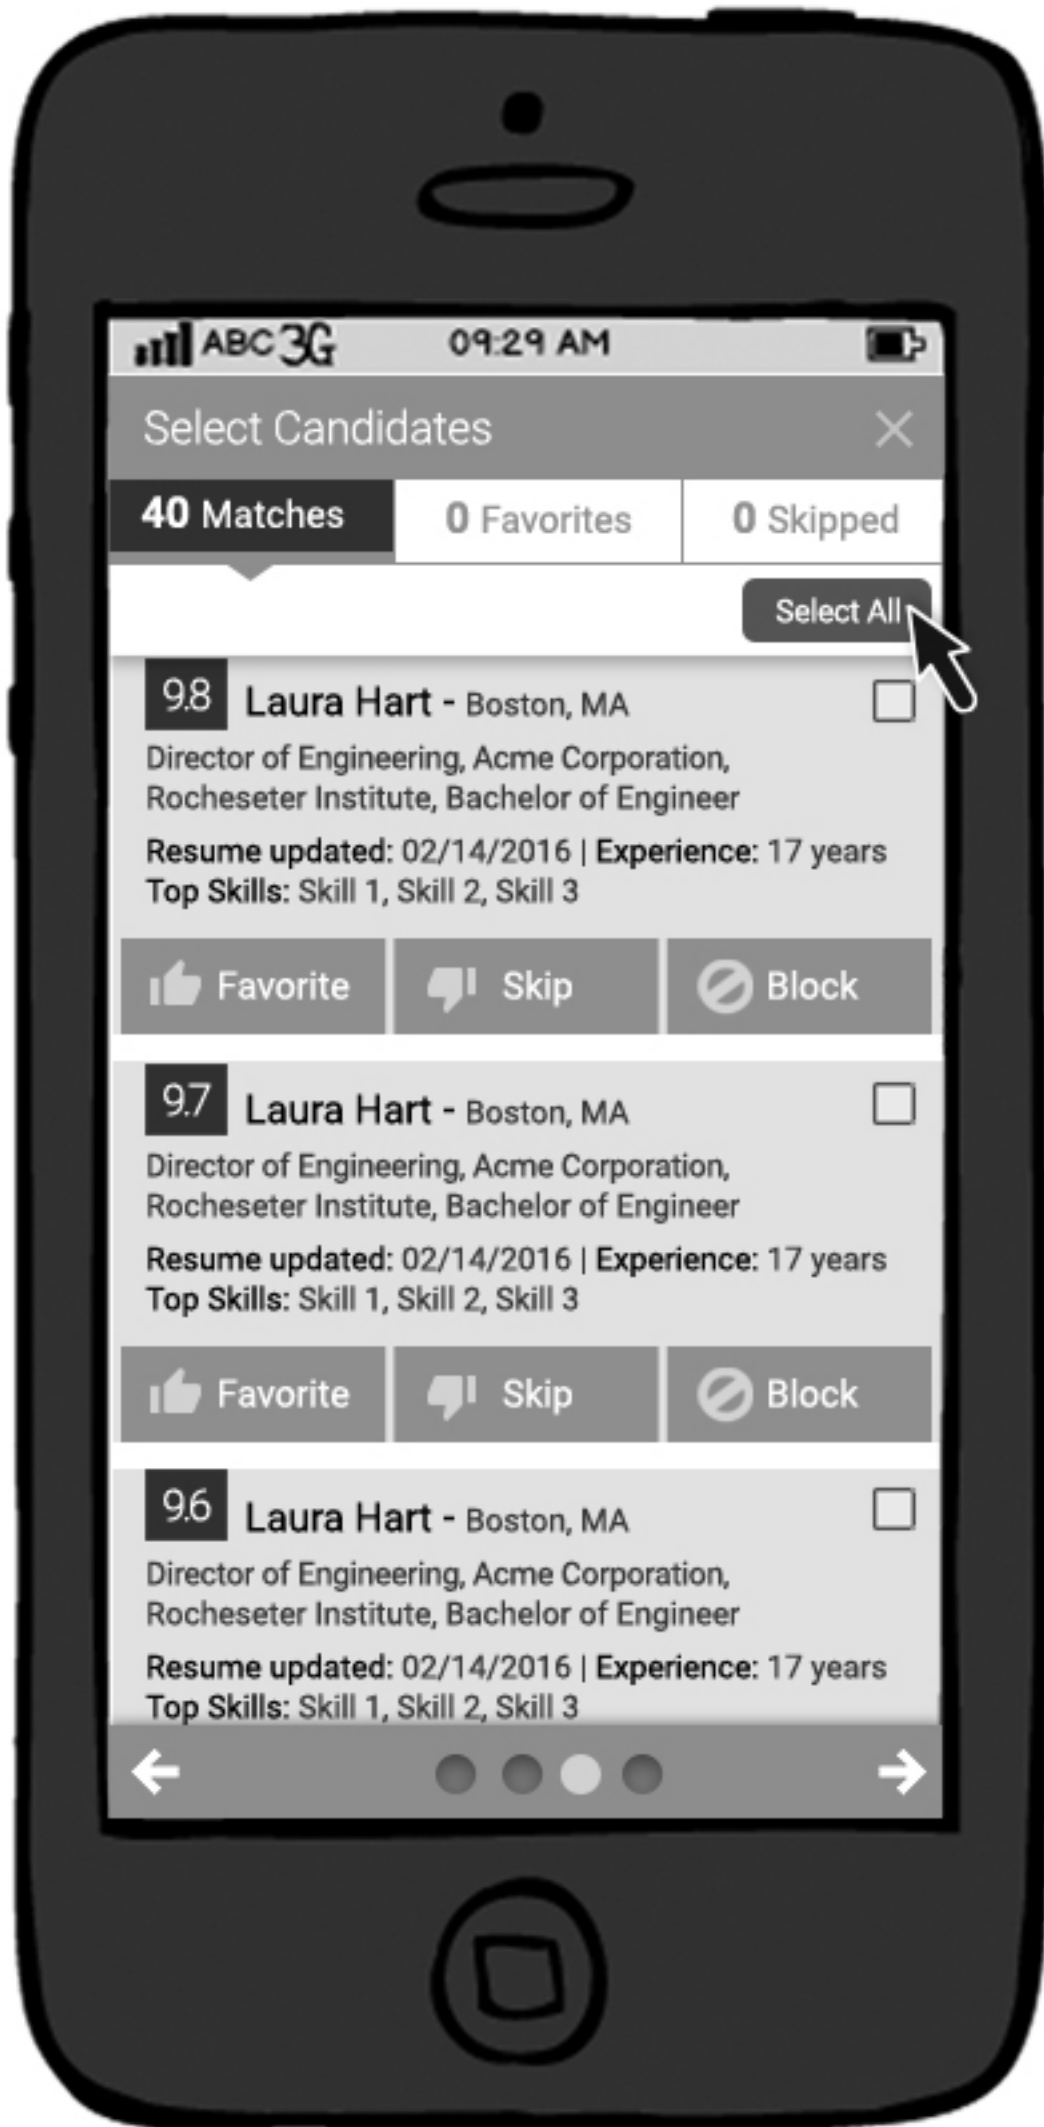 ABC 3G 09:29 AM
Select Candidates
40 Matches 0 Favorites 0 Skipped
Select All
9.8 Laura Hart - Boston, MA
Director of Engineering, Acme Corporation,
Rocheseter Institute, Bachelor of Engineer
Resume updated: 02/14/2016 | Experience: 17 years
Top Skills: Skill 1, Skill 2, Skill 3
Favorite Skip Block
9.7 Laura Hart - Boston, MA
Director of Engineering, Acme Corporation,
Rocheseter Institute, Bachelor of Engineer
Resume updated: 02/14/2016 | Experience: 17 years
Top Skills: Skill 1, Skill 2, Skill 3
Favorite Skip Block
9.6 Laura Hart - Boston, MA
Director of Engineering, Acme Corporation,
Rocheseter Institute, Bachelor of Engineer
Resume updated: 02/14/2016 | Experience: 17 years
Top Skills: Skill 1, Skill 2, Skill 3